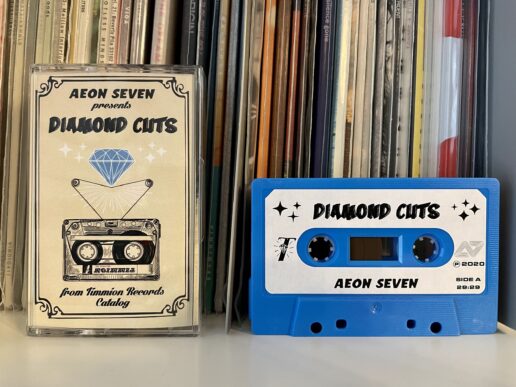 AEON SEVEN
presents
DIAMOND CUTS
from Timmion Records
Catalog
DIAMOND CUTS
℗ 2020
AEON SEVEN
SIDE A
29:29